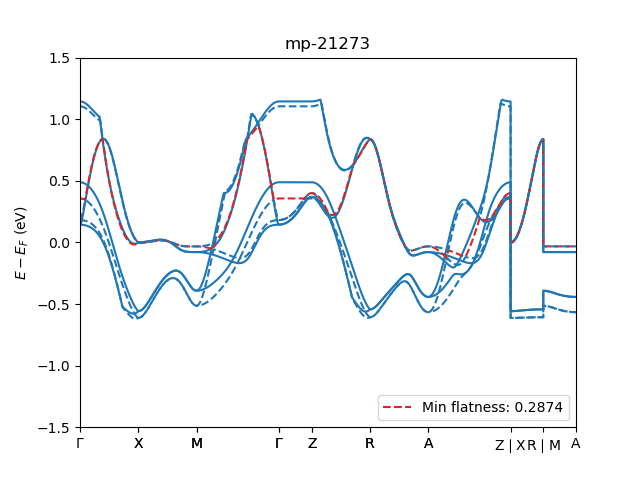 mp-21273
E − E_F (eV)
1.5
1.0
0.5
0.0
−0.5
−1.0
−1.5
Min flatness: 0.2874
Γ X M Γ Z R A Z | X R | M A